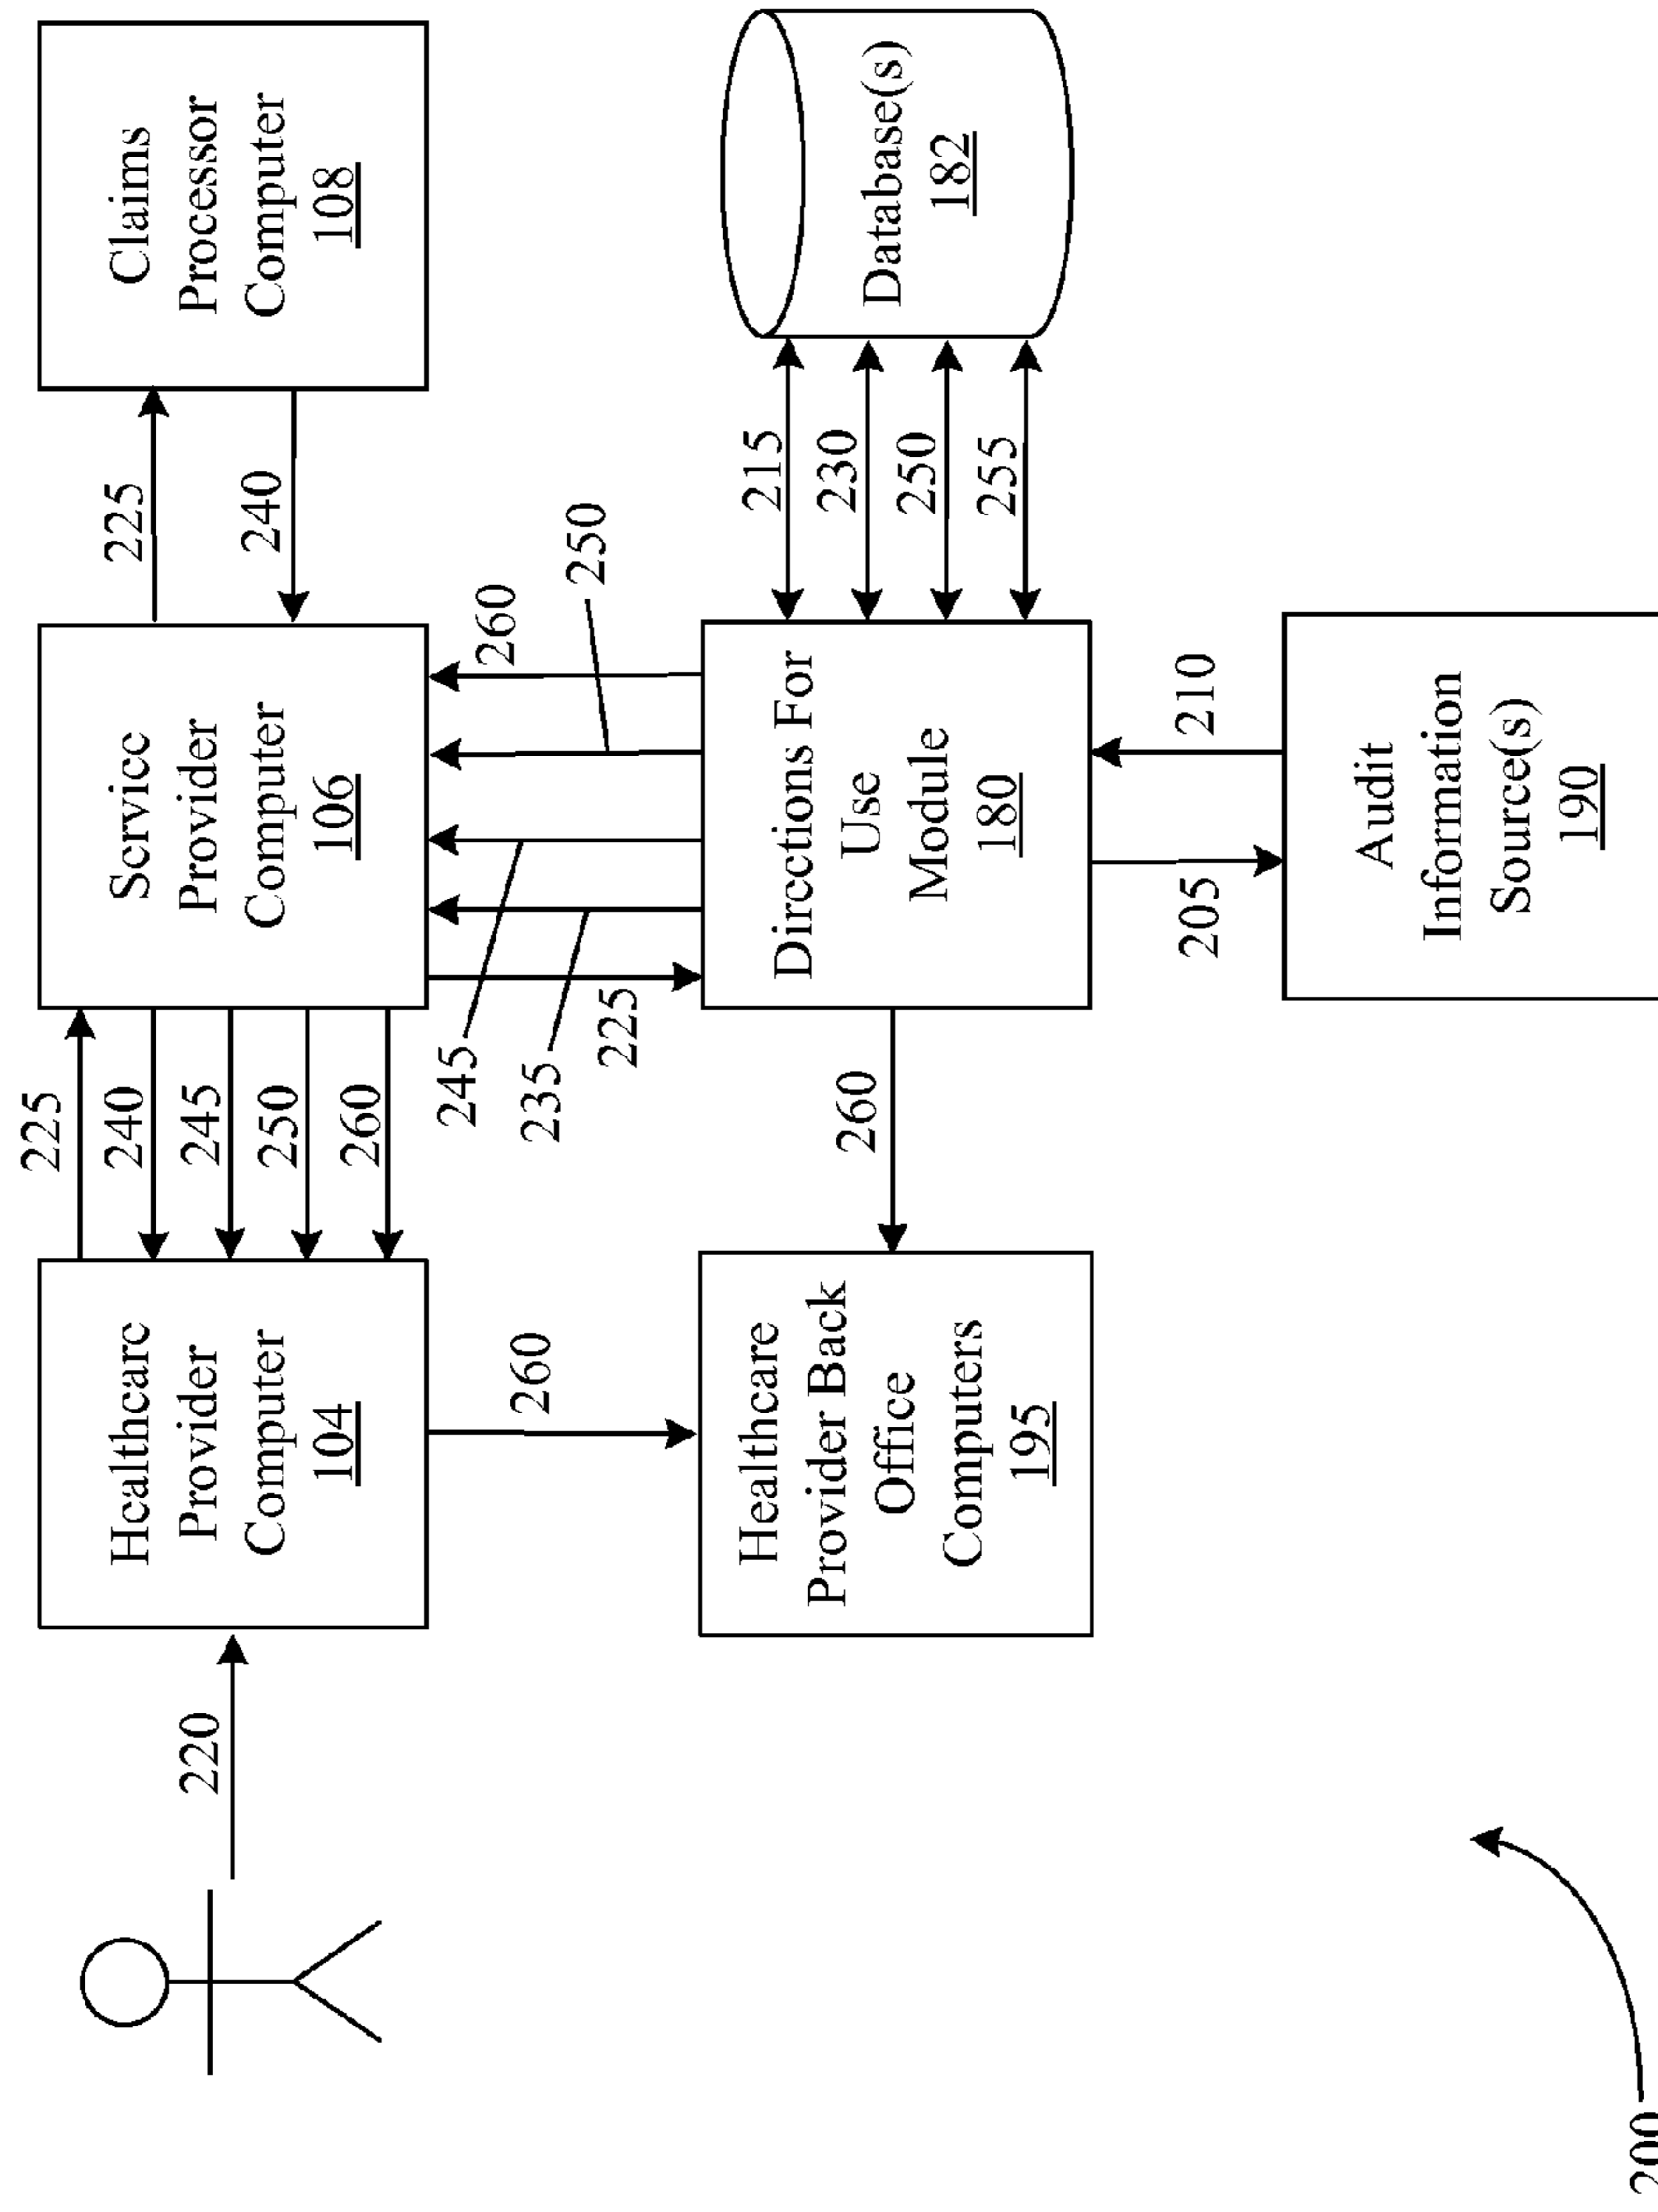 220
Healthcare
Provider
Computer
104
225
240
245
250
260
Service
Provider
Computer
106
225
240
Claims
Processor
Computer
108
260
245
235
225
260
250
Healthcare
Provider Back
Office
Computers
195
260
Directions For
Use
Module
180
215
230
250
255
Database(s)
182
205
210
Audit
Information
Source(s)
190
200